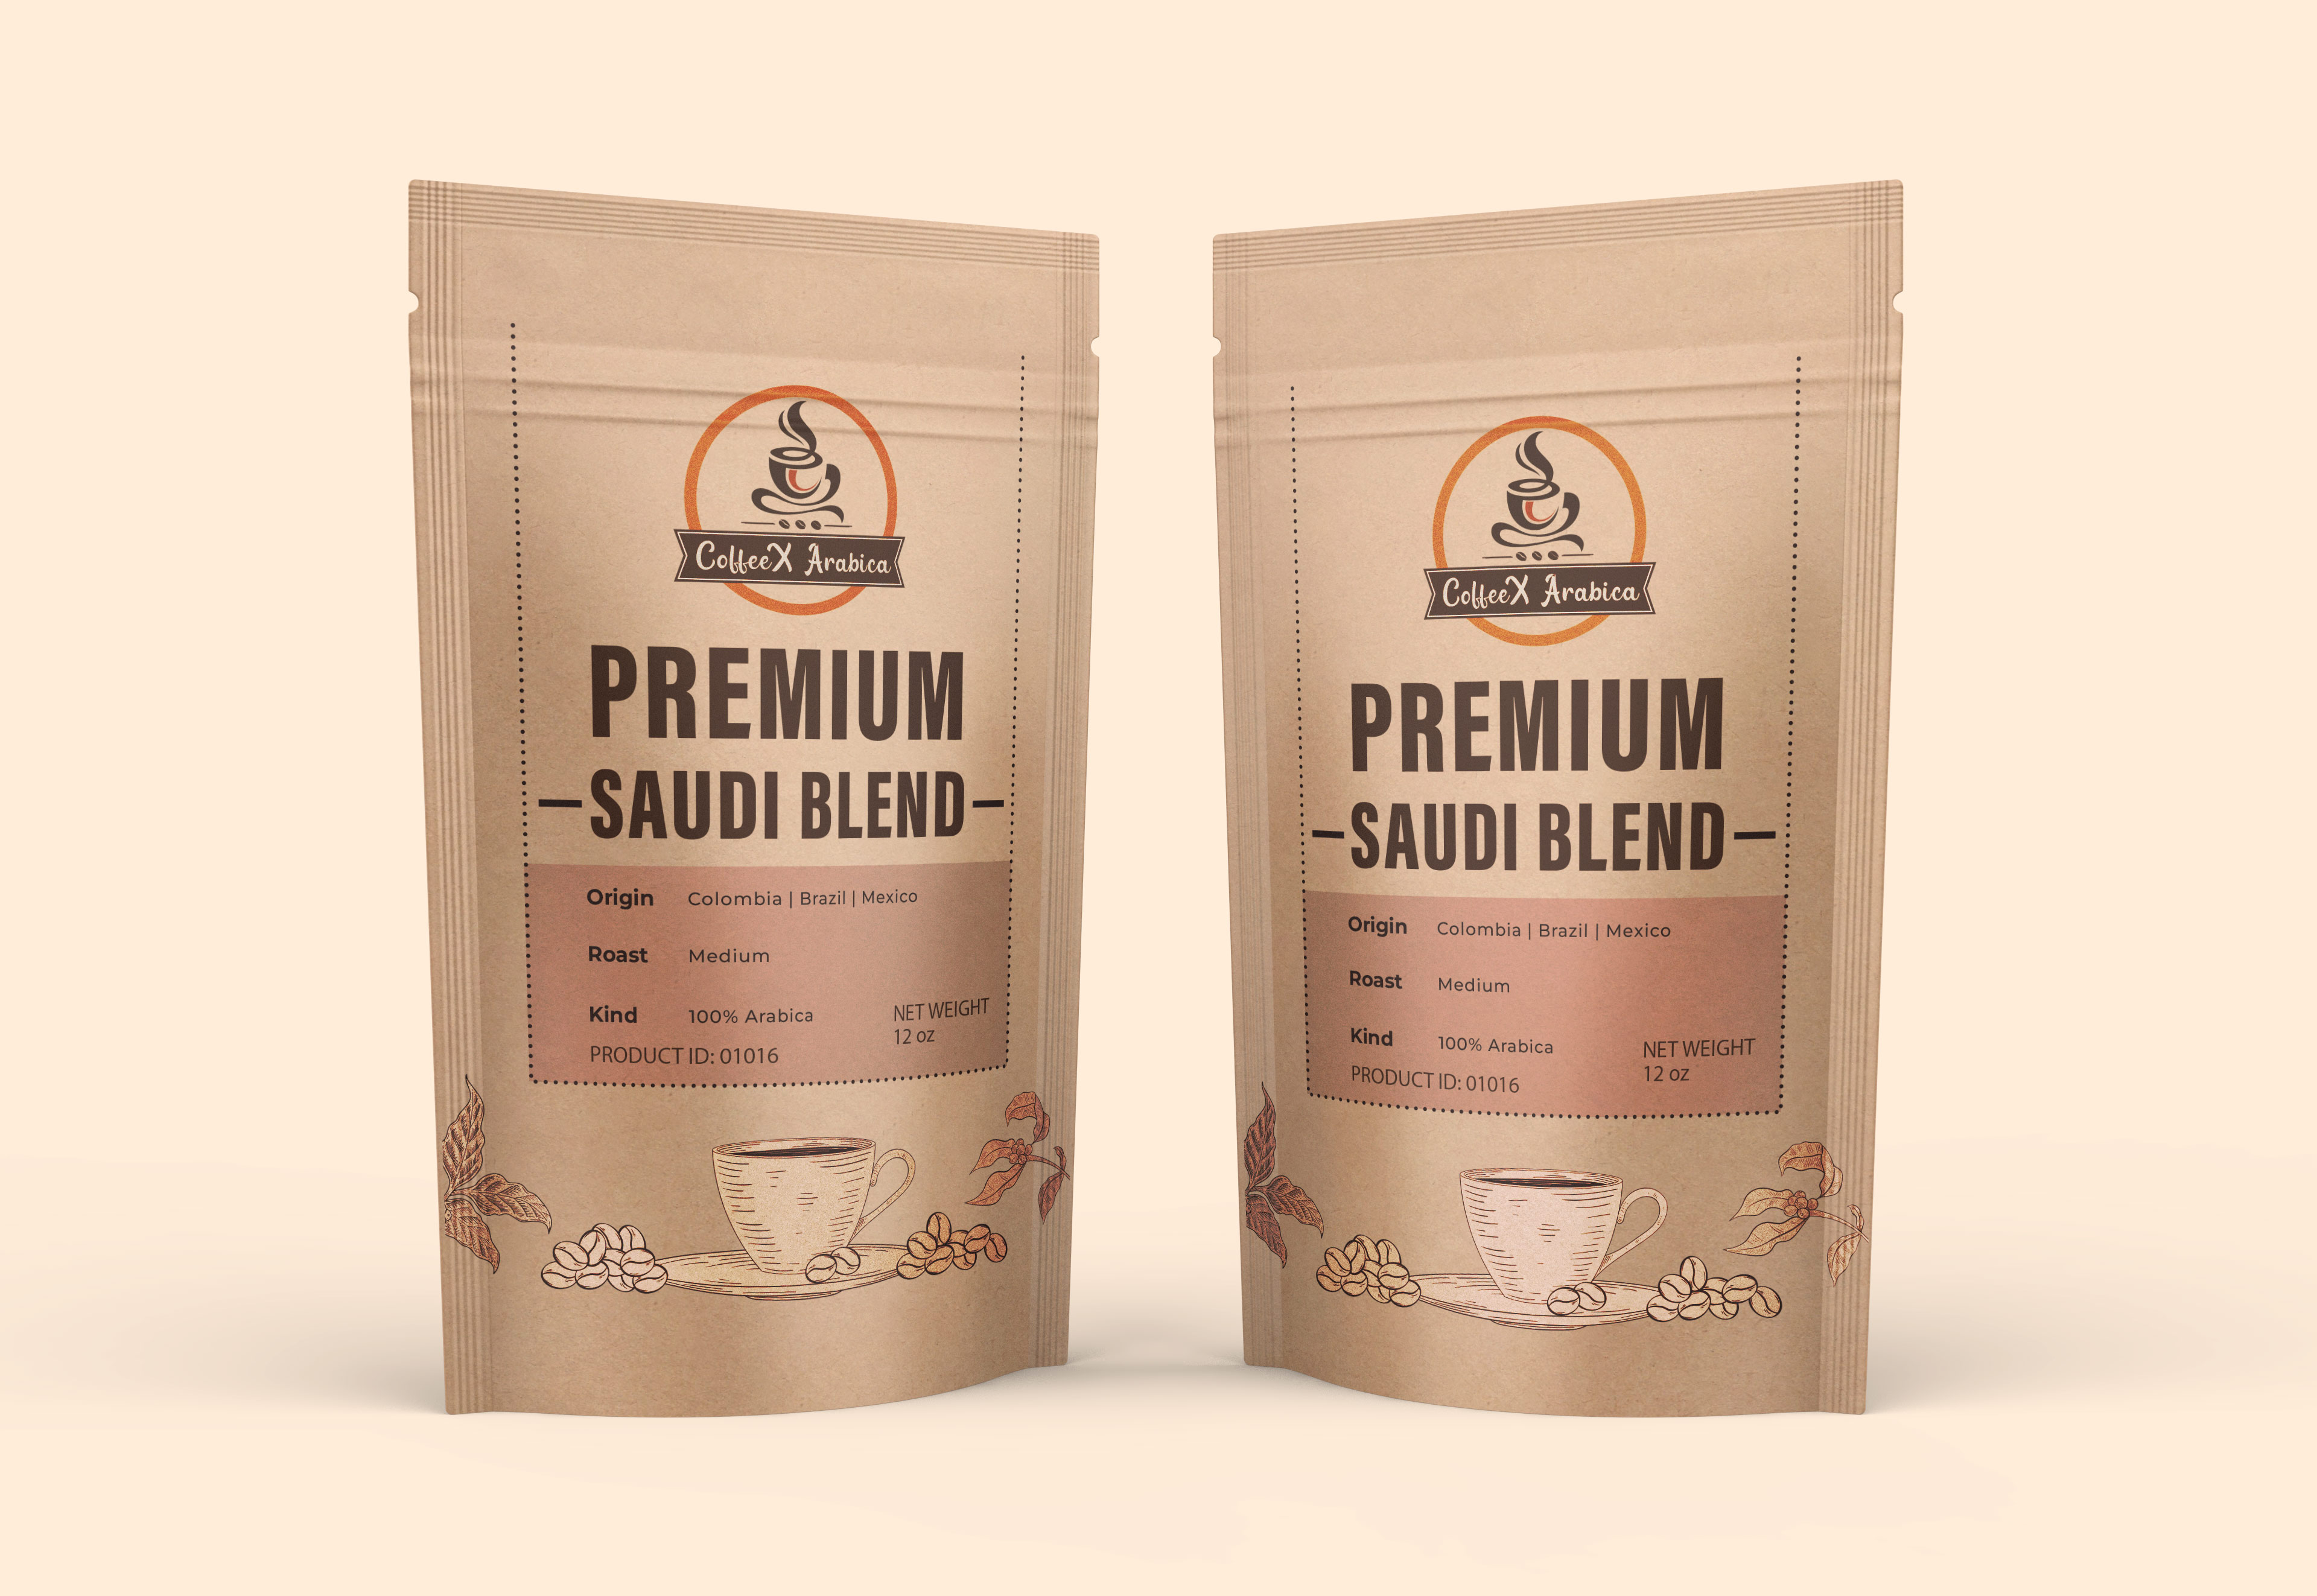 CoffeeX Arabica
PREMIUM
SAUDI BLEND
Origin Colombia | Brazil | Mexico
Roast Medium
Kind 100% Arabica
NET WEIGHT
12 oz
PRODUCT ID: 01016
CoffeeX Arabica
PREMIUM
SAUDI BLEND
Origin Colombia | Brazil | Mexico
Roast Medium
Kind 100% Arabica
NET WEIGHT
12 oz
PRODUCT ID: 01016